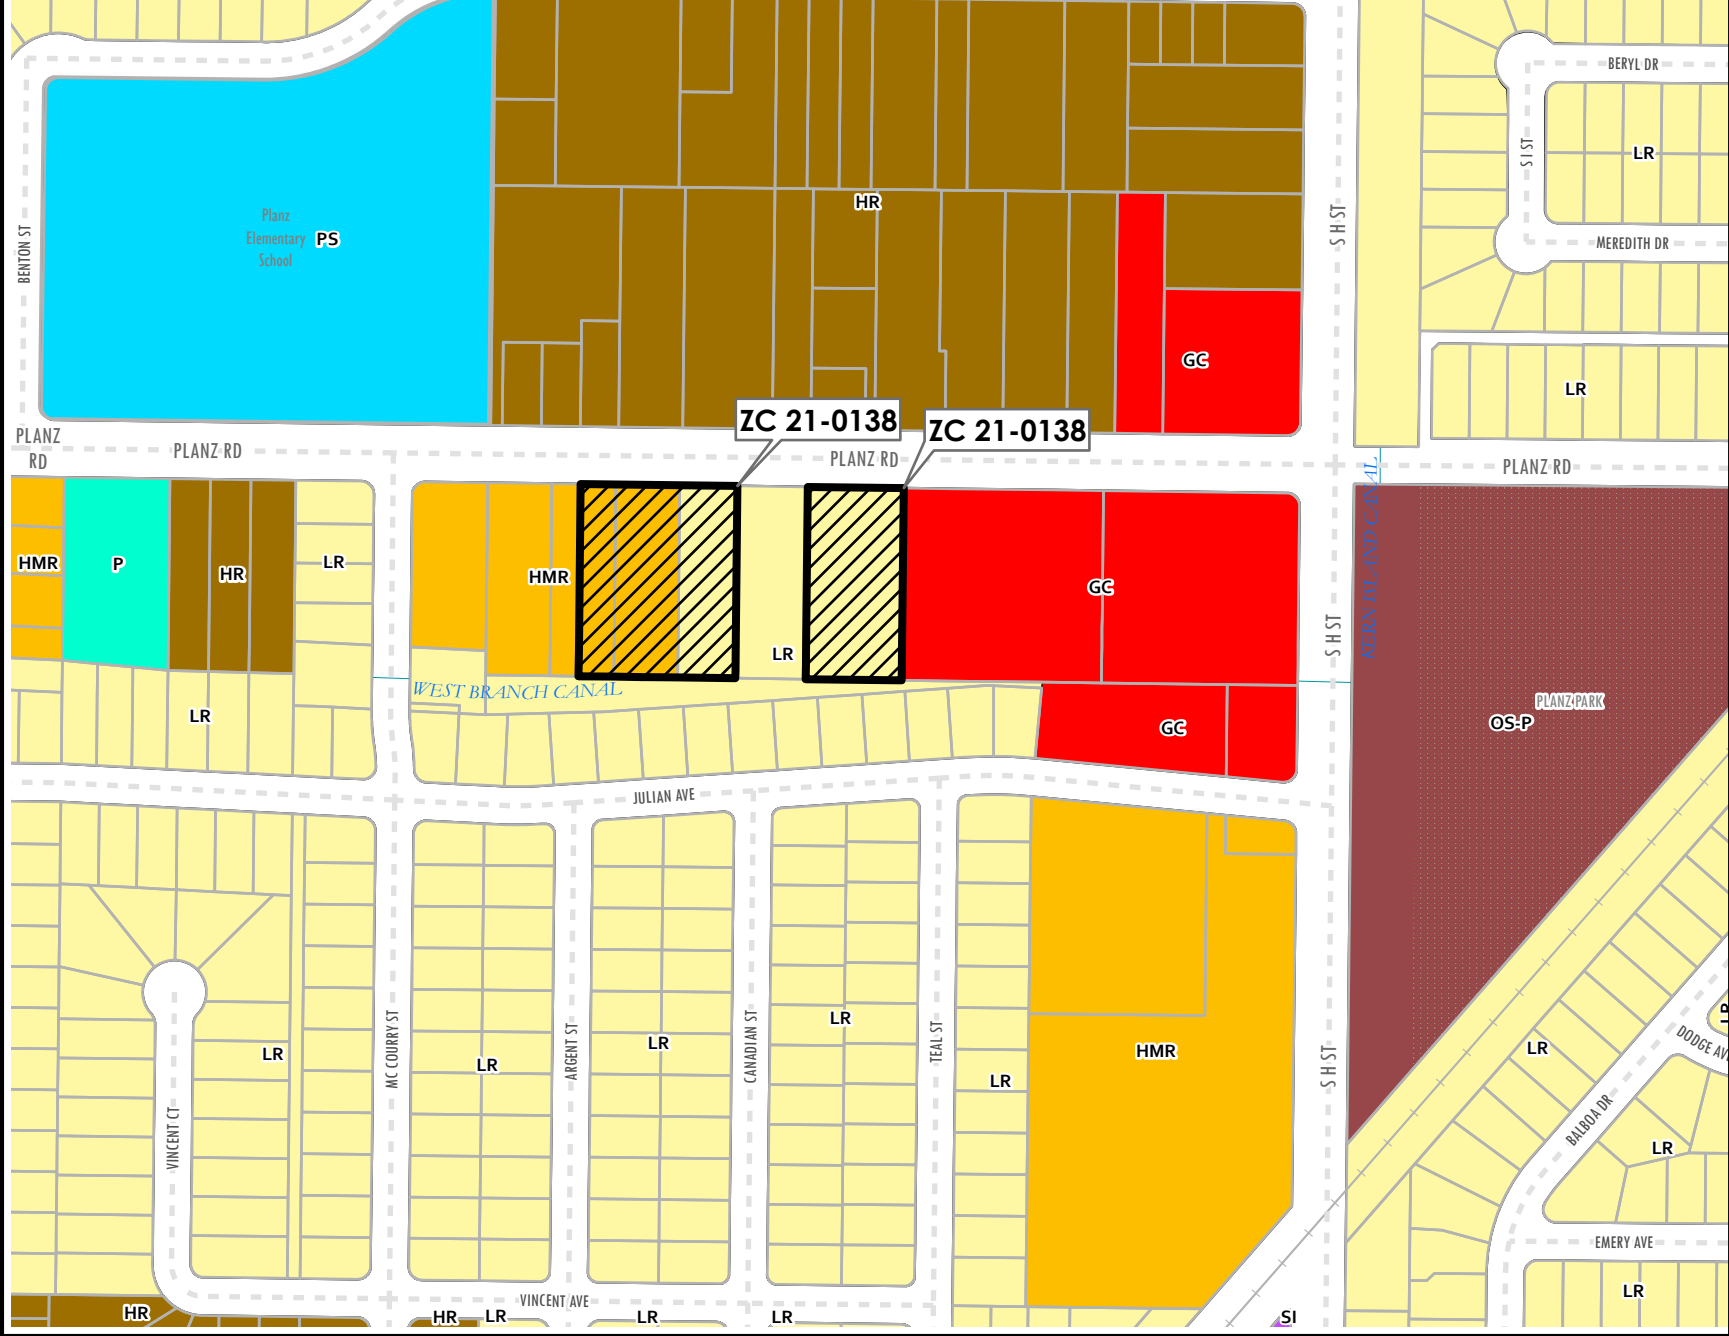 BERYL DR
LR
S I ST
HR
S H ST
Planz
Elementary
School
PS
BENTON ST
MEREDITH DR
GC
LR
ZC 21-0138
ZC 21-0138
PLANZ
RD
PLANZ RD
PLANZ RD
PLANZ RD
KERN ISLAND CANAL
HMR
P
HR
LR
HMR
LR
GC
S H ST
WEST BRANCH CANAL
LR
GC
PLANZ PARK
OS-P
JULIAN AVE
MC COURRY ST
ARGENT ST
CANADIAN ST
TEAL ST
S H ST
LR
LR
LR
LR
LR
HMR
LR
LR
DODGE AVE
BALBOA DR
VINCENT CT
LR
EMERY AVE
LR
VINCENT AVE
HR
HR
LR
LR
LR
SI